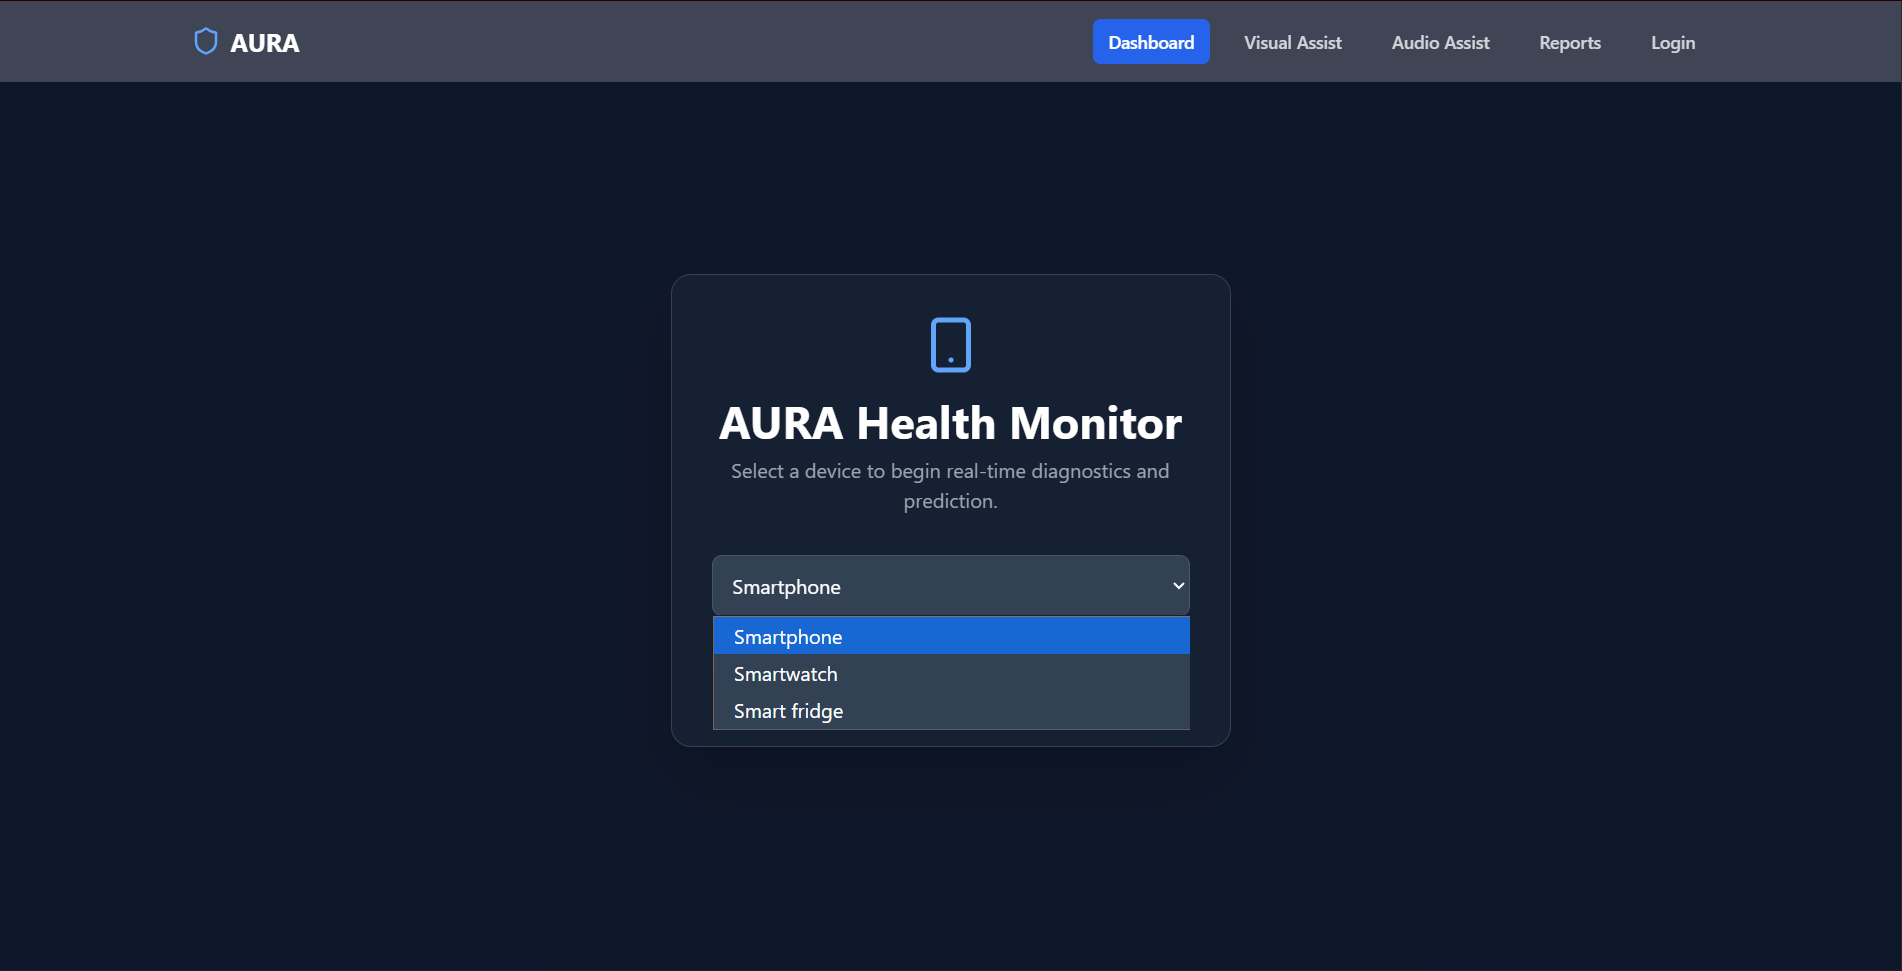 AURA
Dashboard
Visual Assist
Audio Assist
Reports
Login
AURA Health Monitor
Select a device to begin real-time diagnostics and
prediction.
Smartphone
Smartphone
Smartwatch
Smart fridge